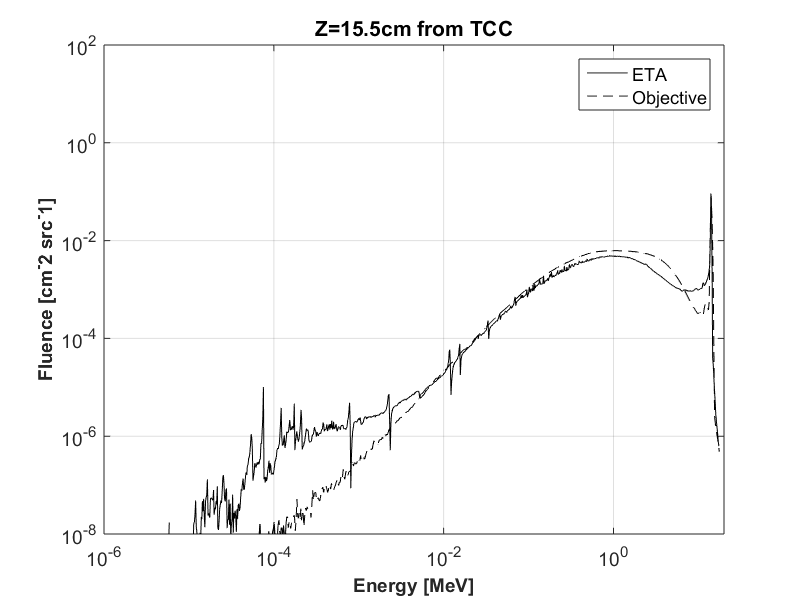 Z=15.5cm from TCC
10^2
10^0
10^-2
10^-4
10^-6
10^-8
Fluence [cm^-2 src^-1]
ETA
Objective
10^-6
10^-4
10^-2
10^0
Energy [MeV]